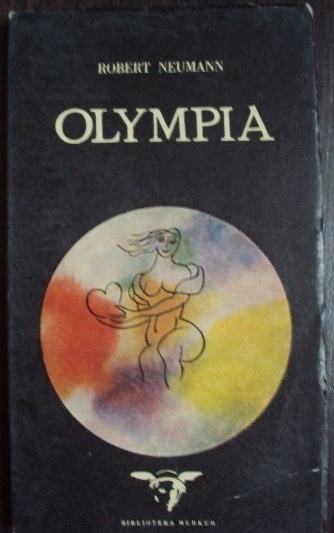 ROBERT NEUMANN
OLYMPIA
BIBLIOTEKA MERKUR